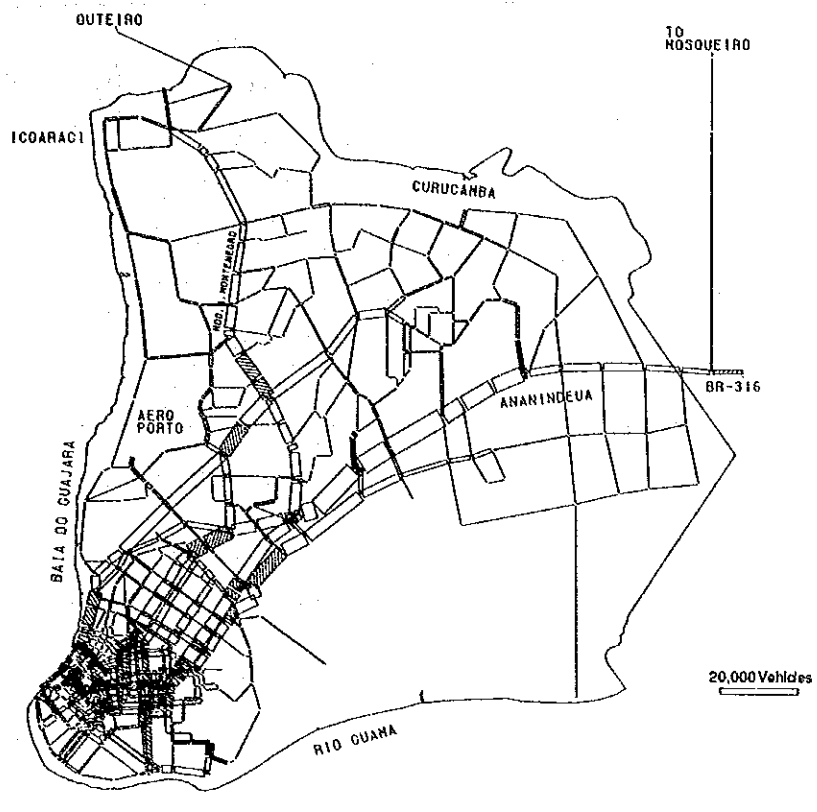 OUTEIRO
TO
MOSQUEIRO
ICOARACI
CURUCAMBA
ROD. MONTENEGRO
BR-316
ANANINDEUA
AERO
PORTO
BAIA DO GUAJARA
20,000 Vehicles
RIO GUAMA